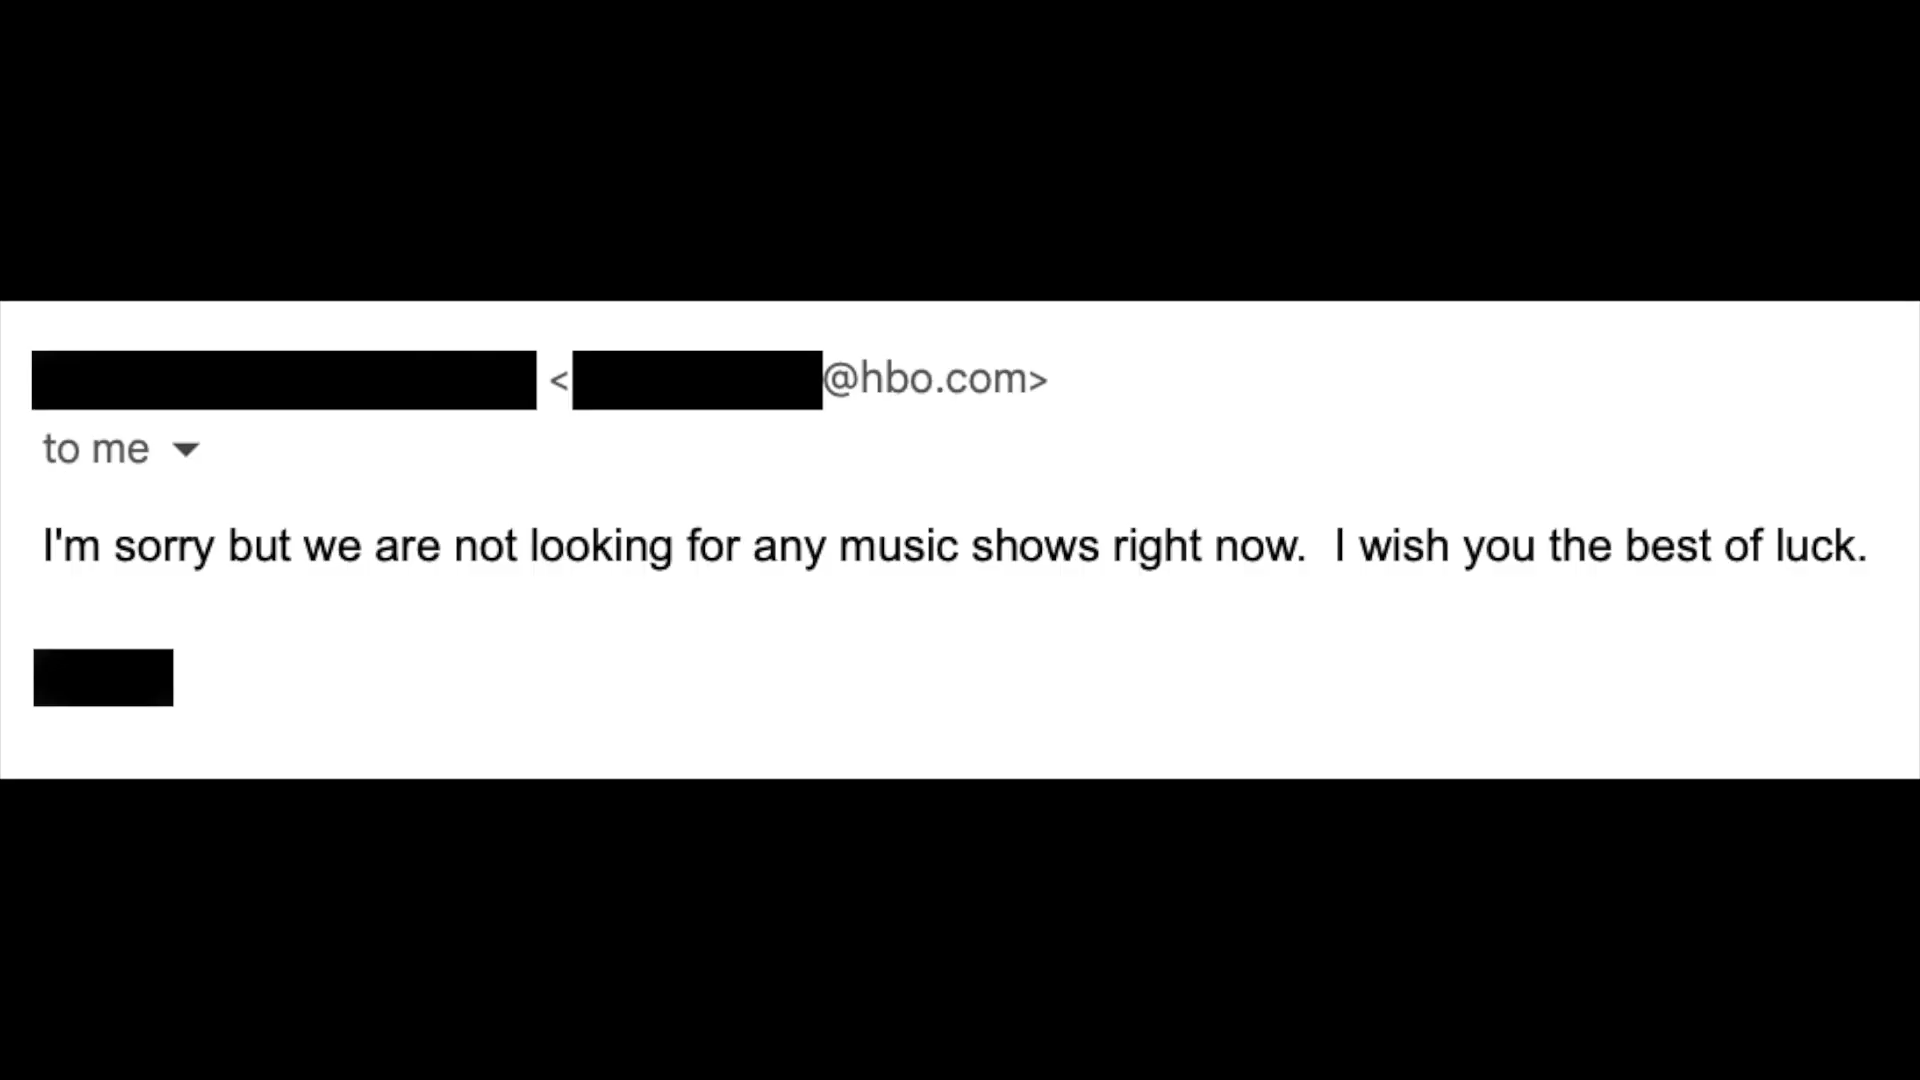 <@hbo.com>
to me
I'm sorry but we are not looking for any music shows right now.  I wish you the best of luck.